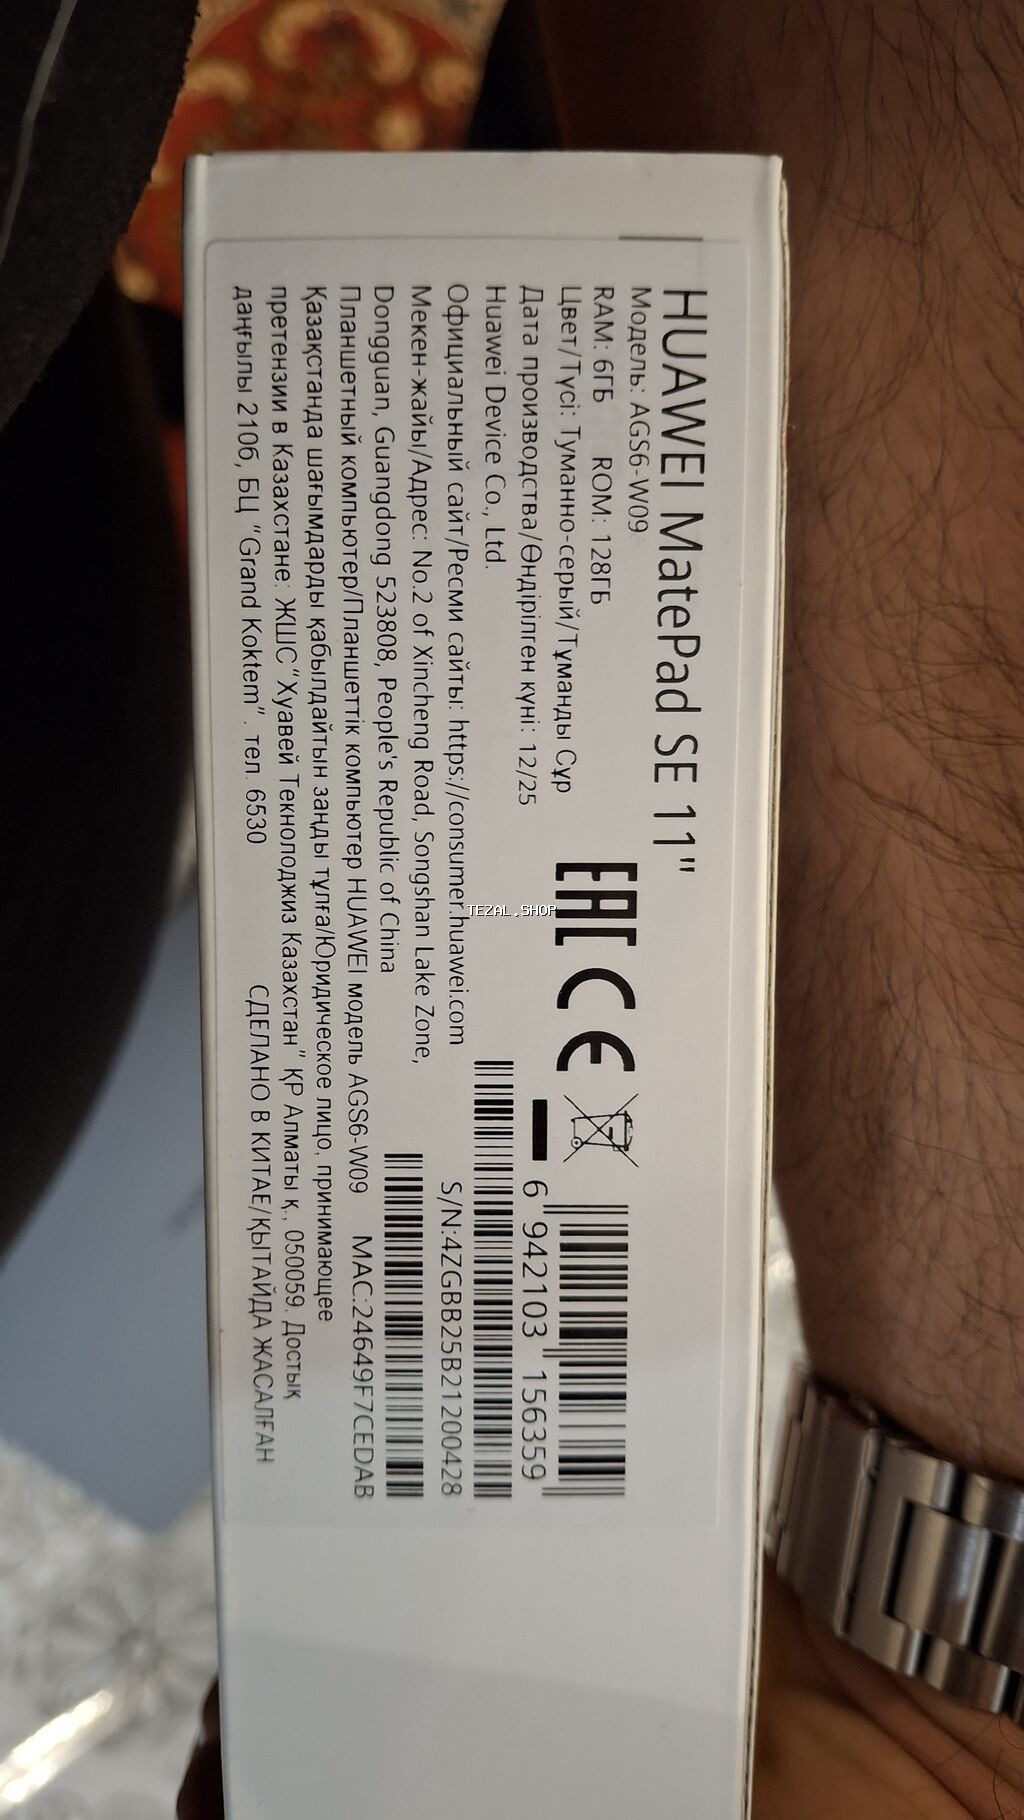 HUAWEI MatePad SE 11"
Модель: AGS6-W09
RAM: 6ГБ ROM: 128ГБ
Цвет/Түсі: Туманно-серый/Тұманды Сұр
Дата производства/Өндірілген күні: 12/25
Huawei Device Co., Ltd.
Официальный сайт/Ресми сайты: https://consumer.huawei.com
Мекен-жайы/Адрес: No.2 of Xincheng Road, Songshan Lake Zone,
Dongguan, Guangdong 523808, People's Republic of China
Планшетный компьютер/Планшеттік компьютер HUAWEI модель AGS6-W09
Қазақстанда шағымдарды қабылдайтын заңды тұлға/Юридическое лицо, принимающее
претензии в Казахстане: ЖШС "Хуавей Текнолоджиз Казахстан" ҚР Алматы қ., 050059, Достық
даңғылы 210б, БЦ "Grand Koktem". тел. 6530
СДЕЛАНО В КИТАЕ/ҚЫТАЙДА ЖАСАЛҒАН
EAC CE
6 942103 156359
S/N:4ZGBB25B21200428
MAC:24649F7CEDAB
TEZAL.SHOP